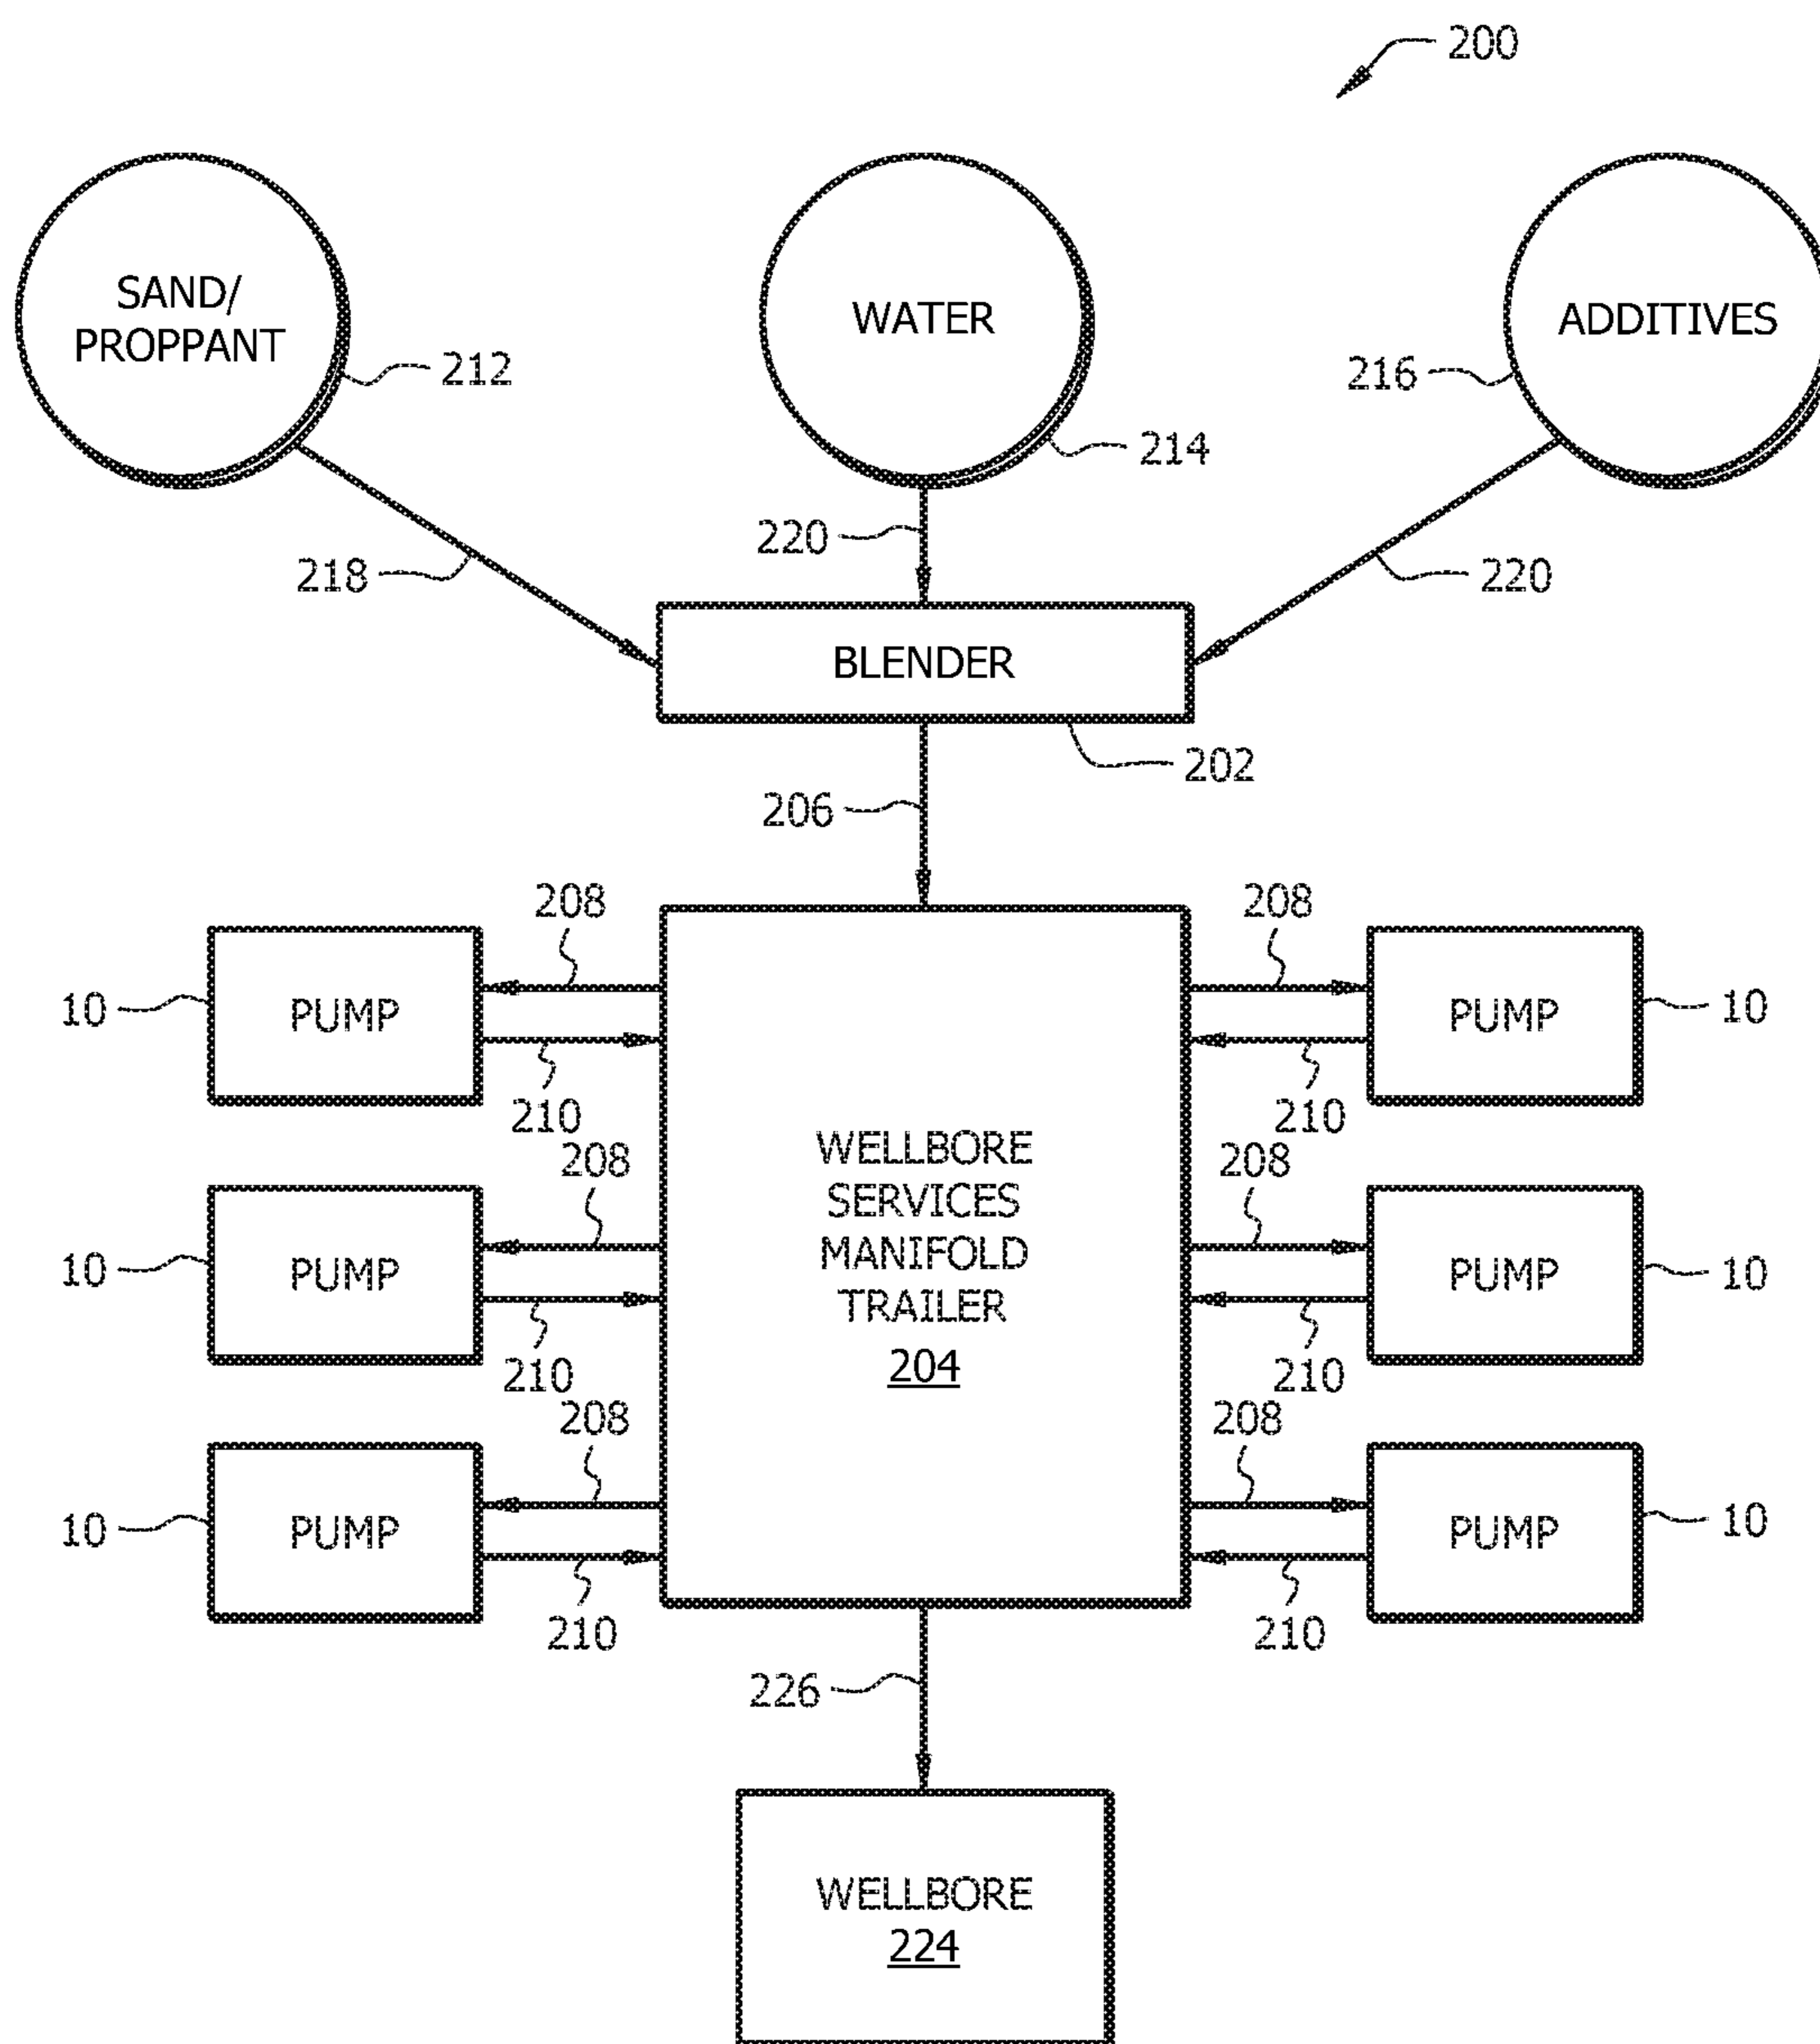 200
SAND/
PROPPANT
WATER
ADDITIVES
212
216
214
220
218
220
BLENDER
202
206
208
208
10
PUMP
PUMP
10
210
210
WELLBORE
SERVICES
MANIFOLD
TRAILER
204
208
208
10
PUMP
PUMP
10
210
210
208
208
10
PUMP
PUMP
10
210
210
226
WELLBORE
224